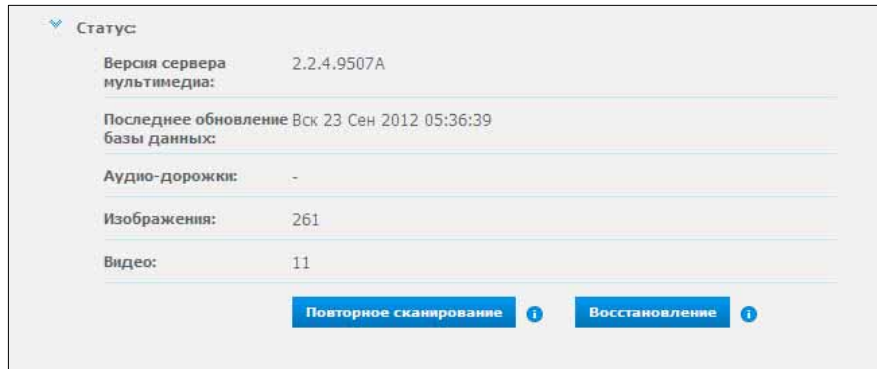 Статус:
Версия сервера 2.2.4.9507A
мультимедиа:
Последнее обновление Вск 23 Сен 2012 05:36:39
базы данных:
Аудио-дорожки: -
Изображения: 261
Видео: 11
Повторное сканирование Восстановление